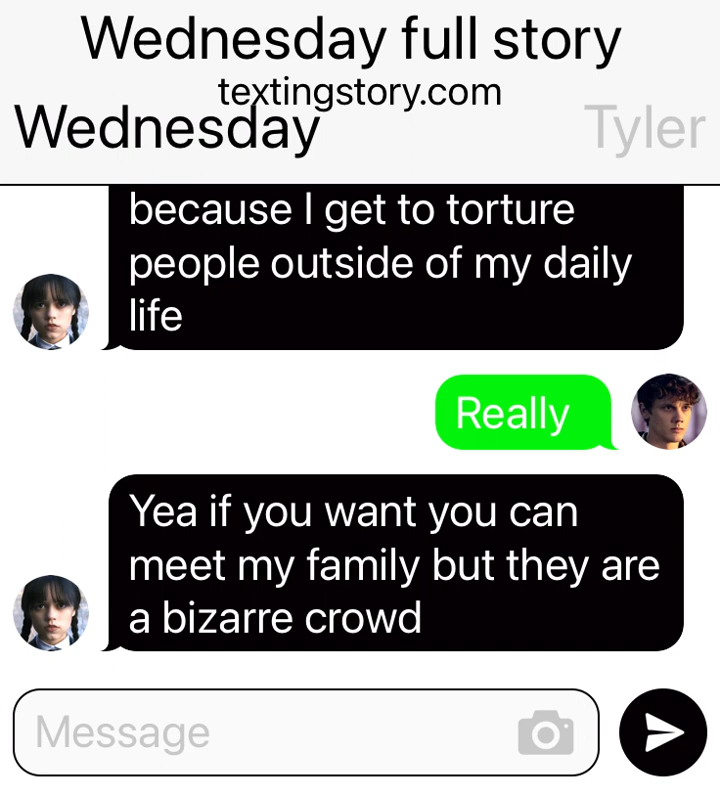 Wednesday full story
textingstory.com
Wednesday
Tyler
because I get to torture
people outside of my daily
life
Really
Yea if you want you can
meet my family but they are
a bizarre crowd
Message